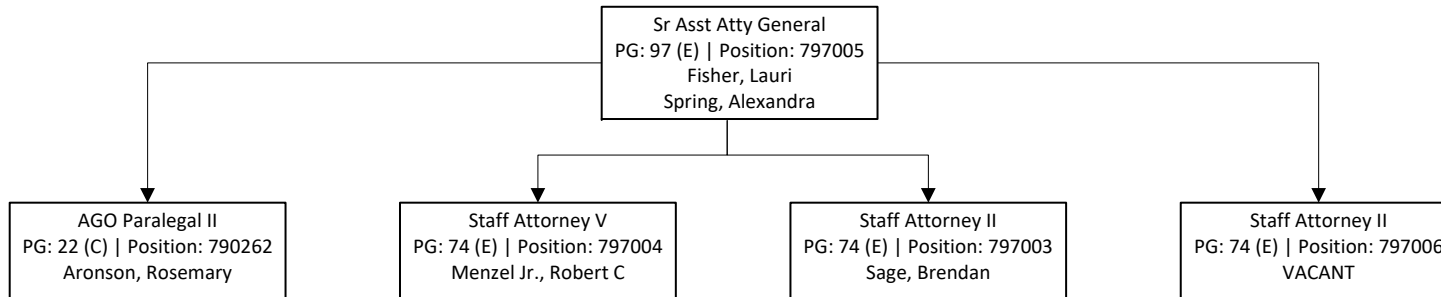 Sr Asst Atty General
PG: 97 (E) | Position: 797005
Fisher, Lauri
Spring, Alexandra
AGO Paralegal II
PG: 22 (C) | Position: 790262
Aronson, Rosemary
Staff Attorney V
PG: 74 (E) | Position: 797004
Menzel Jr., Robert C
Staff Attorney II
PG: 74 (E) | Position: 797003
Sage, Brendan
Staff Attorney II
PG: 74 (E) | Position: 797006
VACANT